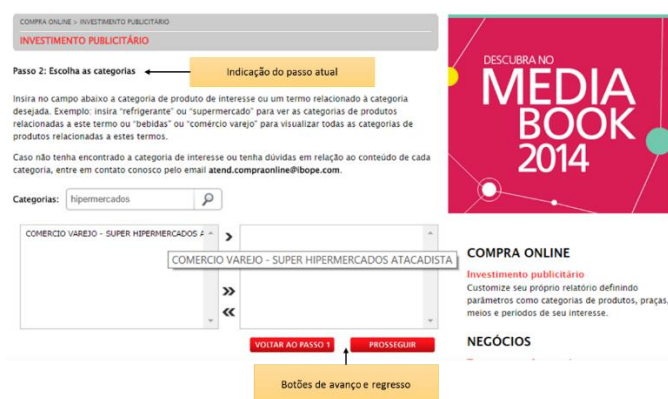 COMPRA ONLINE > INVESTIMENTO PUBLICITÁRIO
INVESTIMENTO PUBLICITÁRIO
Passo 2: Escolha as categorias
Indicação do passo atual
Insira no campo abaixo a categoria de produto de interesse ou um termo relacionado à categoria
desejada. Exemplo: insira "refrigerante" ou "supermercado" para ver as categorias de produtos
relacionadas a este termo ou "bebidas" ou "comércio varejo" para visualizar todas as categorias de
produtos relacionadas a estes termos.
Caso não tenha encontrado a categoria de interesse ou tenha dúvidas em relação ao conteúdo de cada
categoria, entre em contato conosco pelo email atend.compraonline@ibope.com.
Categorias: hipermercados
COMERCIO VAREJO - SUPER HIPERMERCADOS A
COMERCIO VAREJO - SUPER HIPERMERCADOS ATACADISTA
VOLTAR AO PASSO 1 PROSSEGUIR
Botões de avanço e regresso
DESCUBRA NO
MEDIA
BOOK
2014
COMPRA ONLINE
Investimento publicitário
Customize seu próprio relatório definindo
parâmetros como categorias de produtos, praças,
meios e períodos de seu interesse.
NEGÓCIOS